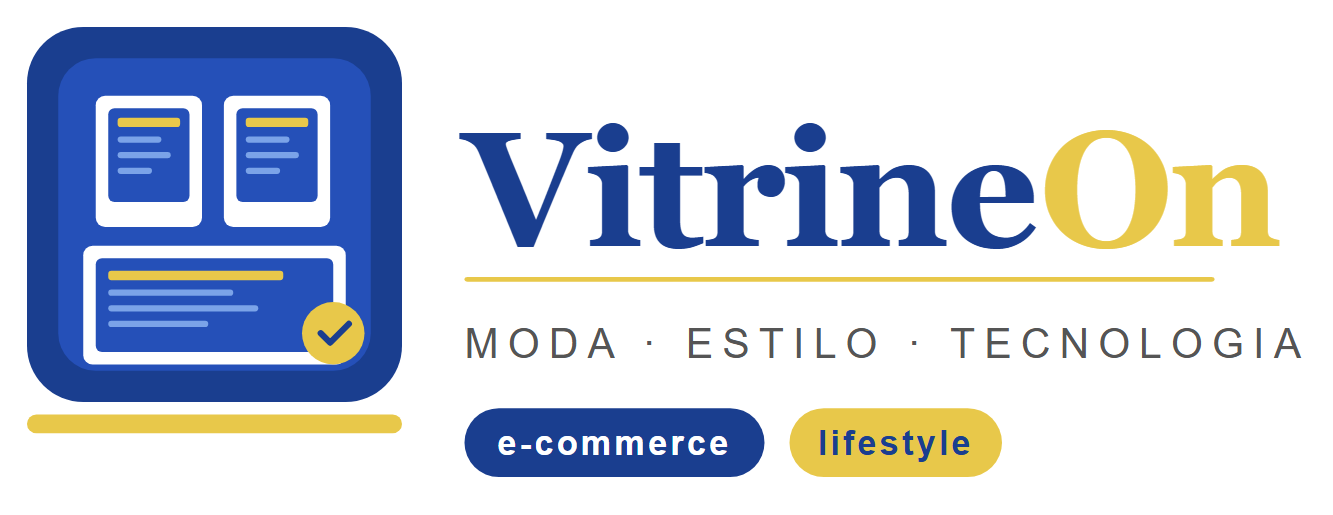 VitrineOn
MODA · ESTILO · TECNOLOGIA
e-commerce lifestyle